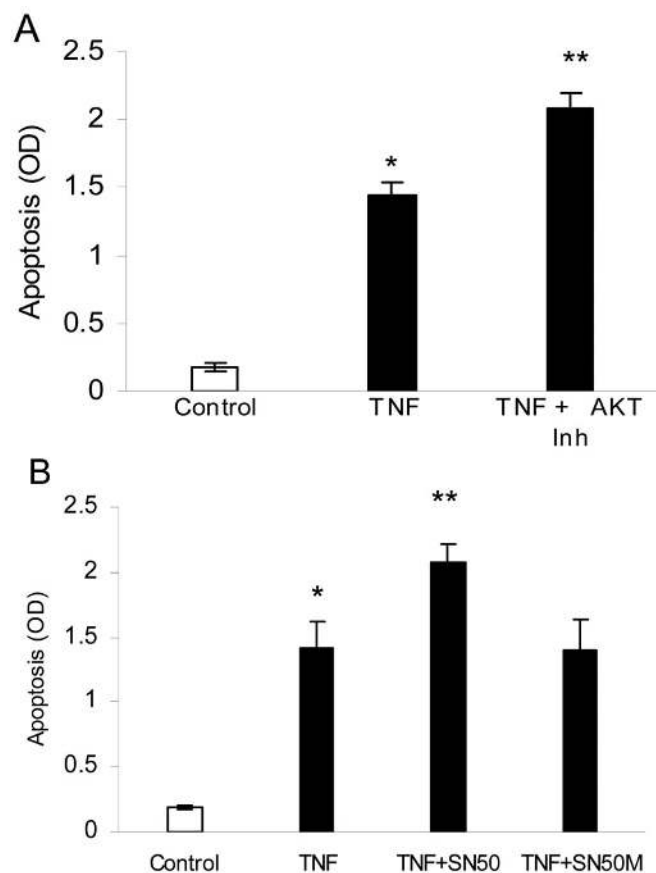 A
2.5
**
2
*
1.5
1
0.5
0
Apoptosis (OD)
Control TNF TNF + AKT
Inh
B
2.5
**
2
*
1.5
1
0.5
0
Apoptosis (OD)
Control TNF TNF+SN50 TNF+SN50M